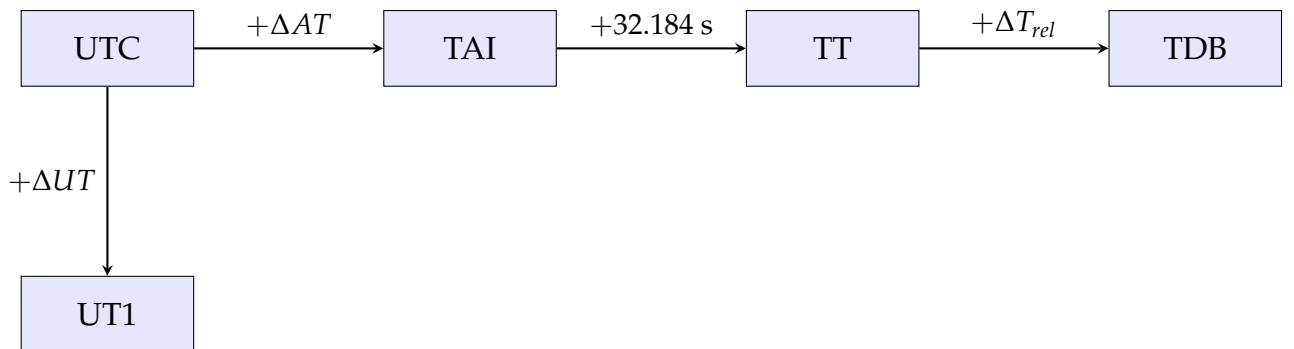 +ΔAT
+32.184 s
+ΔT_rel
UTC
TAI
TT
TDB
+ΔUT
UT1